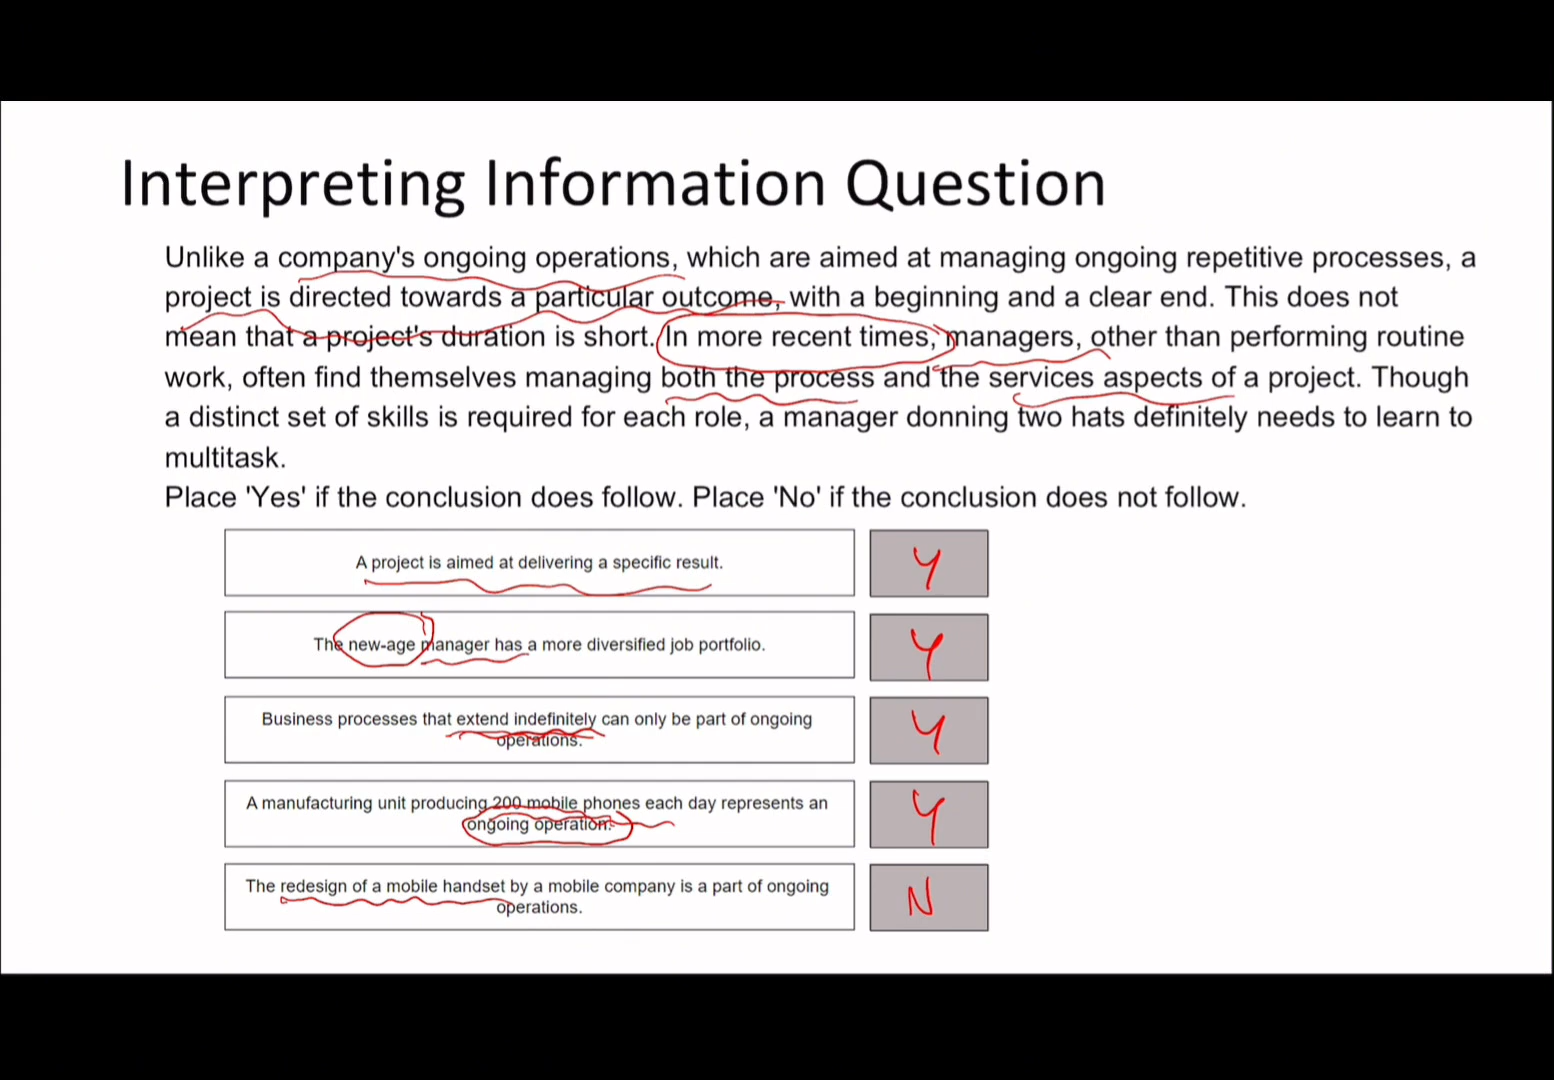 Interpreting Information Question
Unlike a company's ongoing operations, which are aimed at managing ongoing repetitive processes, a
project is directed towards a particular outcome, with a beginning and a clear end. This does not
mean that a project's duration is short. In more recent times, managers, other than performing routine
work, often find themselves managing both the process and the services aspects of a project. Though
a distinct set of skills is required for each role, a manager donning two hats definitely needs to learn to
multitask.
Place 'Yes' if the conclusion does follow. Place 'No' if the conclusion does not follow.
A project is aimed at delivering a specific result.
Y
The new-age manager has a more diversified job portfolio.
Y
Business processes that extend indefinitely can only be part of ongoing
operations.
Y
A manufacturing unit producing 200 mobile phones each day represents an
ongoing operation.
Y
The redesign of a mobile handset by a mobile company is a part of ongoing
operations.
N